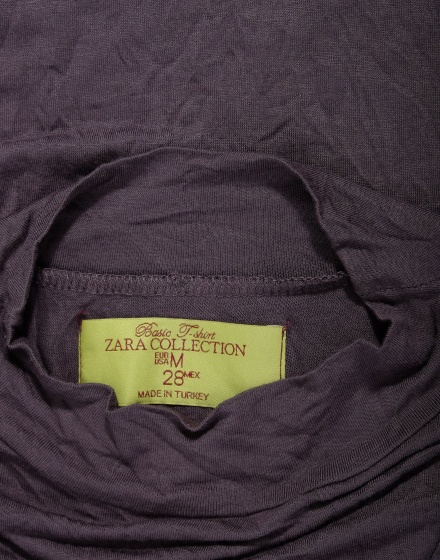 Basic T-shirt
ZARA COLLECTION
EUR
USA M
28 MEX
MADE IN TURKEY